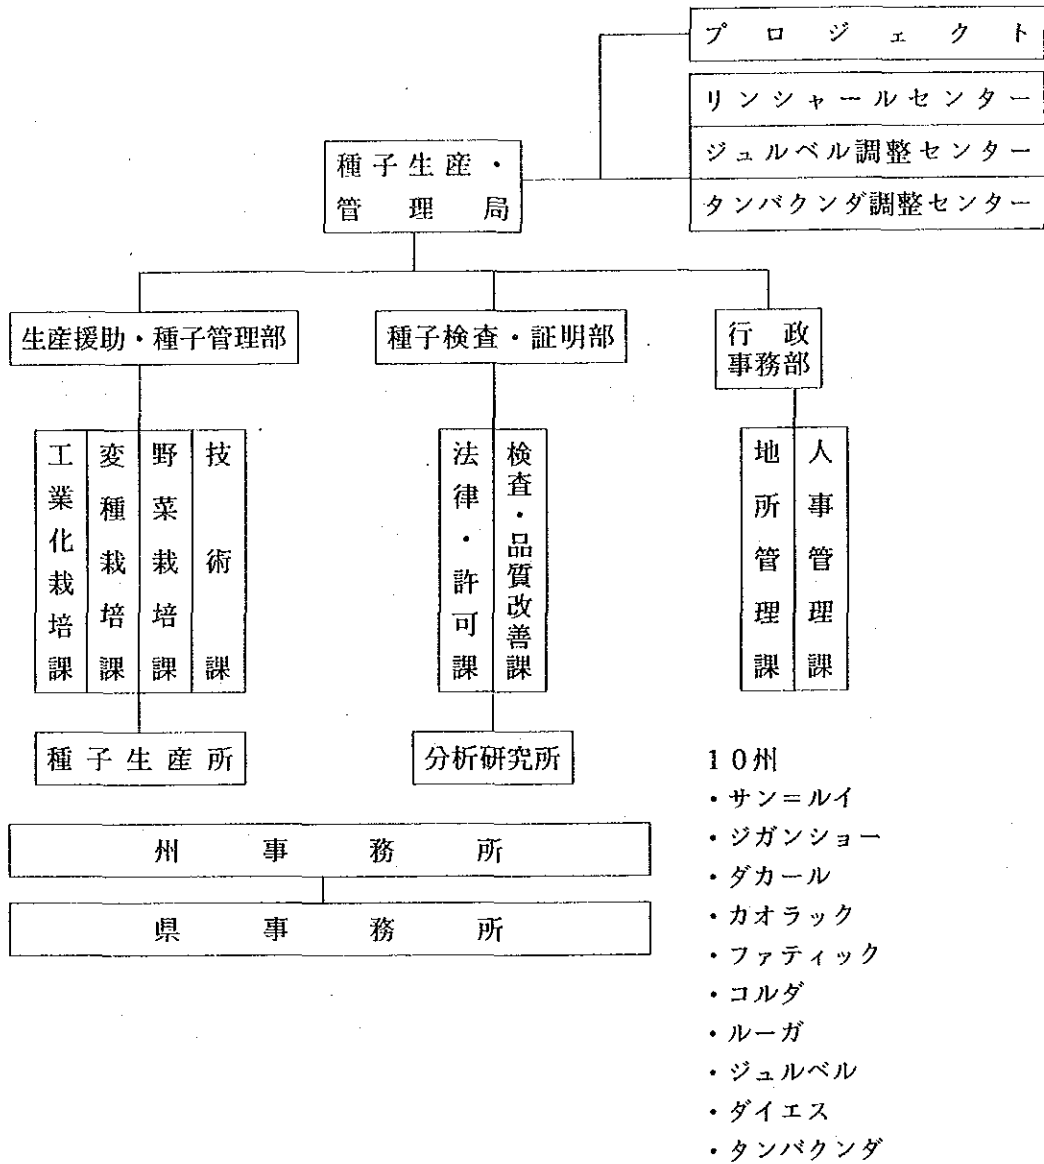 プロジェクト
リンシャールセンター
ジュルベル調整センター
タンバクンダ調整センター
種子生産・
管理局
生産援助・種子管理部
種子検査・証明部
行政
事務部
工業化栽培課
変種栽培課
野菜栽培課
技術課
法律・許可課
検査・品質改善課
地所管理課
人事管理課
種子生産所
分析研究所
州事務所
県事務所
10州
・サン=ルイ
・ジガンショー
・ダカール
・カオラック
・ファティック
・コルダ
・ルーガ
・ジュルベル
・ダイエス
・タンバクンダ